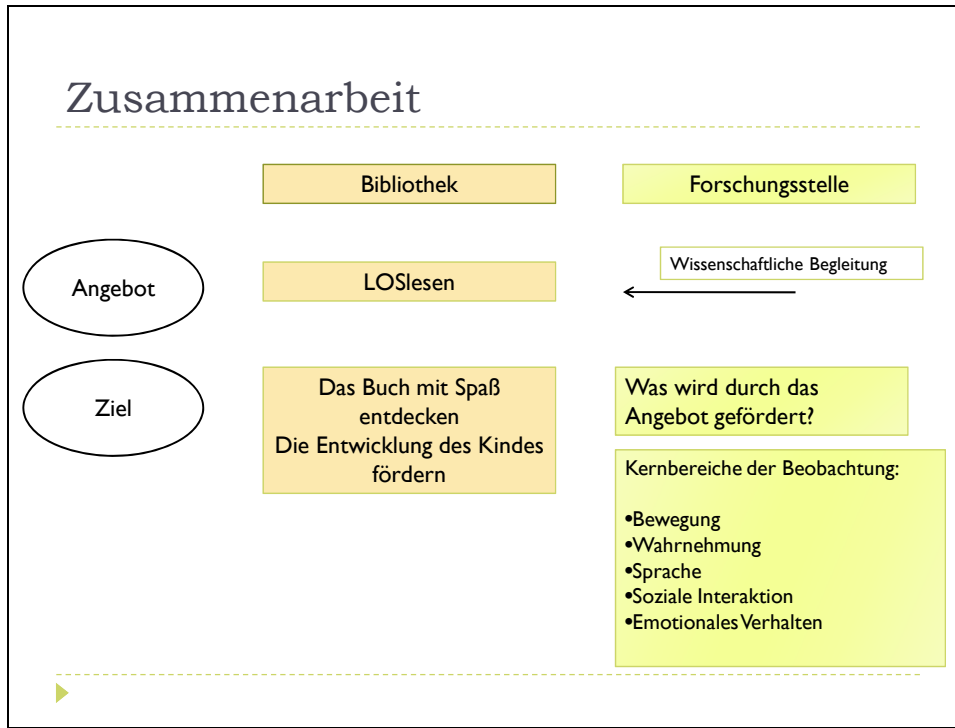 Zusammenarbeit
Bibliothek
Forschungsstelle
Angebot
LOSlesen
Wissenschaftliche Begleitung
Ziel
Das Buch mit Spaß
entdecken
Die Entwicklung des Kindes
fördern
Was wird durch das
Angebot gefördert?
Kernbereiche der Beobachtung:
•Bewegung
•Wahrnehmung
•Sprache
•Soziale Interaktion
•Emotionales Verhalten